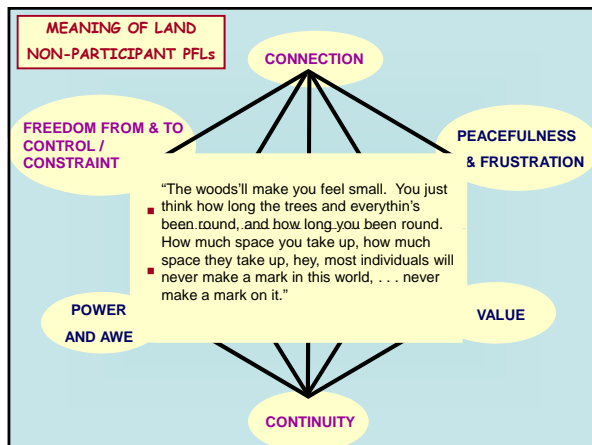 MEANING OF LAND
NON-PARTICIPANT PFLs
CONNECTION
FREEDOM FROM & TO
CONTROL /
CONSTRAINT
PEACEFULNESS
& FRUSTRATION
“The woods’ll make you feel small. You just
think how long the trees and everythin’s
been round, and how long you been round.
How much space you take up, how much
space they take up, hey, most individuals will
never make a mark in this world, . . . never
make a mark on it.”
POWER
AND AWE
VALUE
CONTINUITY